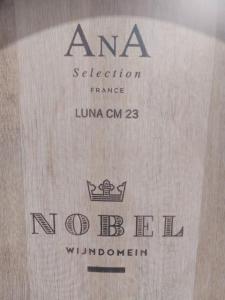 ANA
Selection
FRANCE
LUNA CM 23
NOBEL
WIJNDOMEIN